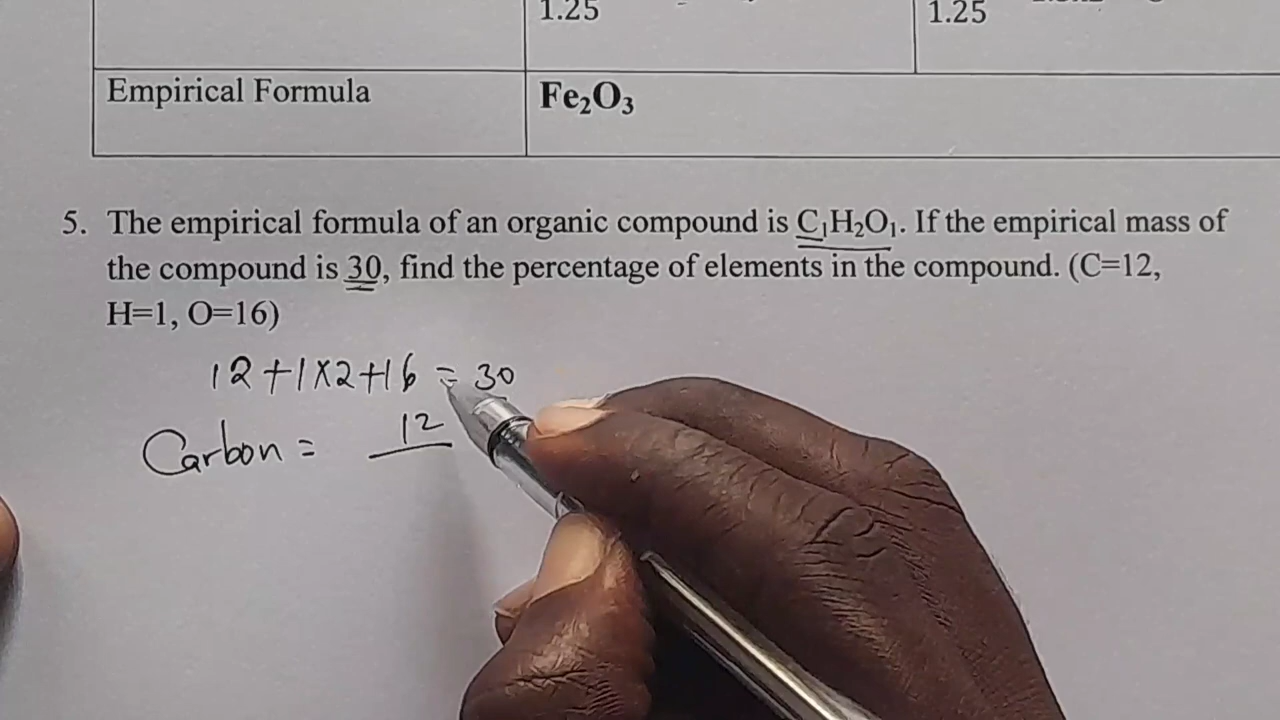 1.25 1.25
Empirical Formula Fe₂O₃
5. The empirical formula of an organic compound is C₁H₂O₁. If the empirical mass of
the compound is 30, find the percentage of elements in the compound. (C=12,
H=1, O=16)
12+1×2+16 = 30
Carbon = 12